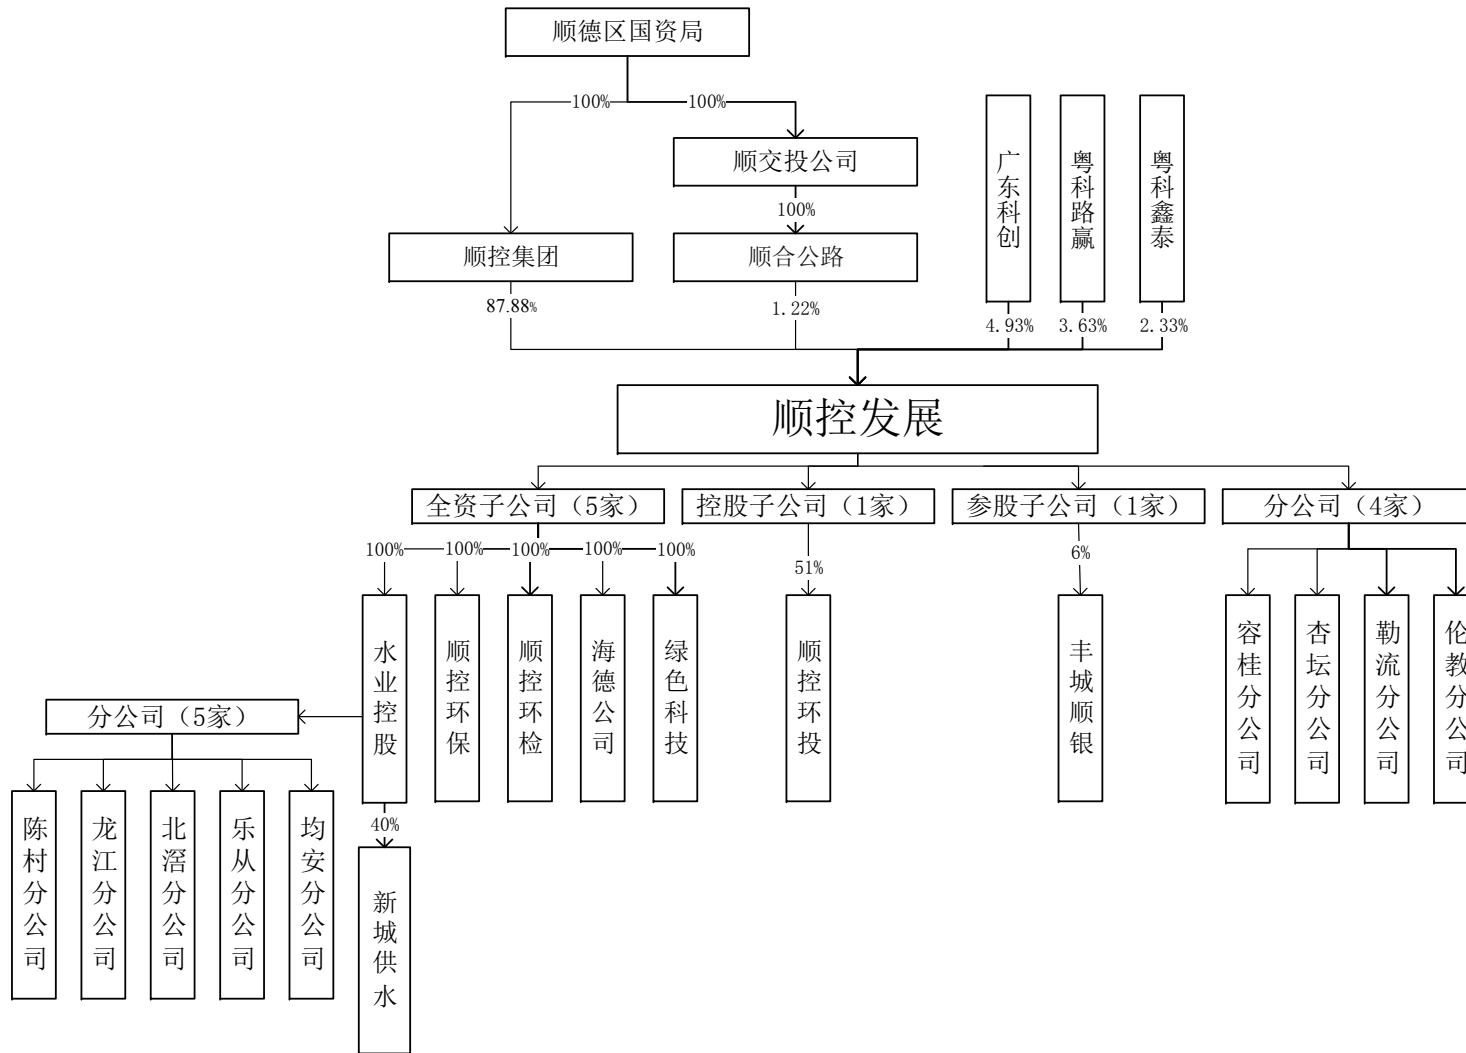 顺德区国资局
100%
100%
顺交投公司
100%
顺控集团
顺合公路
广东科创
粤科路赢
粤科鑫泰
87.88%
1.22%
4.93%
3.63%
2.33%
顺控发展
全资子公司（5家）
控股子公司（1家）
参股子公司（1家）
分公司（4家）
100%
100%
100%
100%
100%
51%
6%
水业控股
顺控环保
顺控环检
海德公司
绿色科技
顺控环投
丰城顺银
容桂分公司
杏坛分公司
勒流分公司
伦教分公司
分公司（5家）
40%
陈村分公司
龙江分公司
北滘分公司
乐从分公司
均安分公司
新城供水